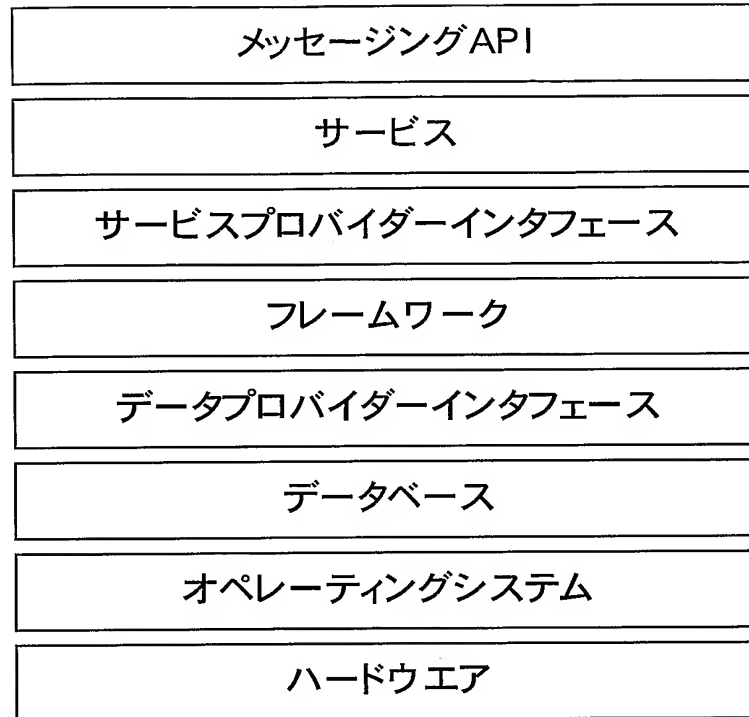 メッセージングAPI
サービス
サービスプロバイダーインタフェース
フレームワーク
データプロバイダーインタフェース
データベース
オペレーティングシステム
ハードウエア